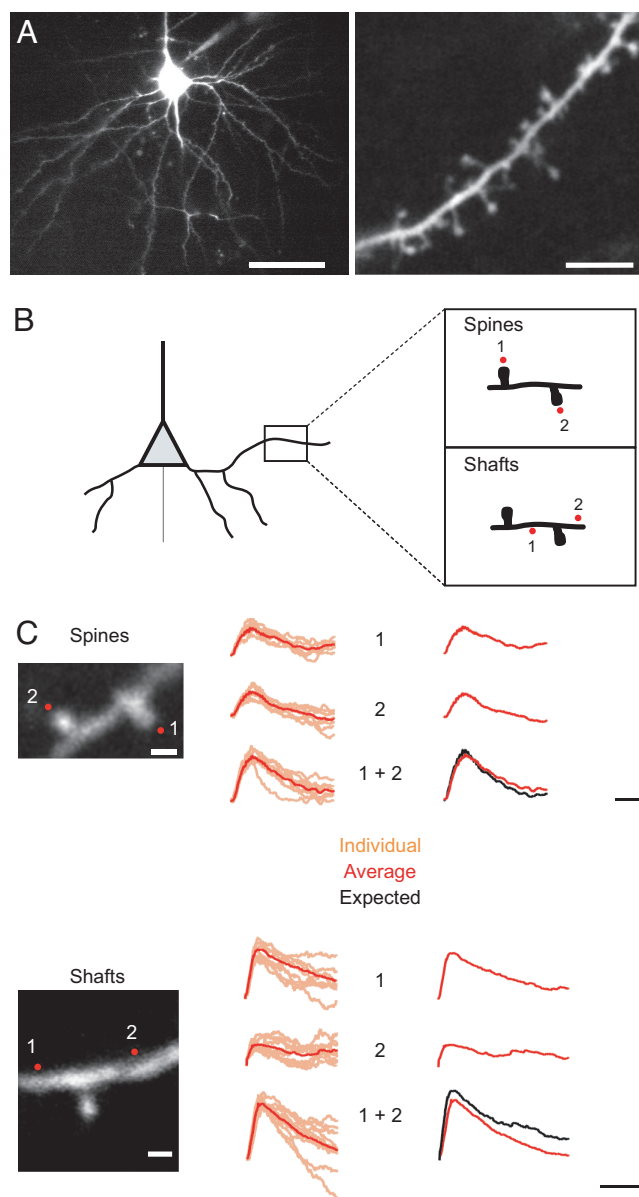 A
B
Spines
1
2
Shafts
2
1
C
Spines
2
1
1
2
1 + 2
Individual
Average
Expected
Shafts
1
2
1
2
1 + 2